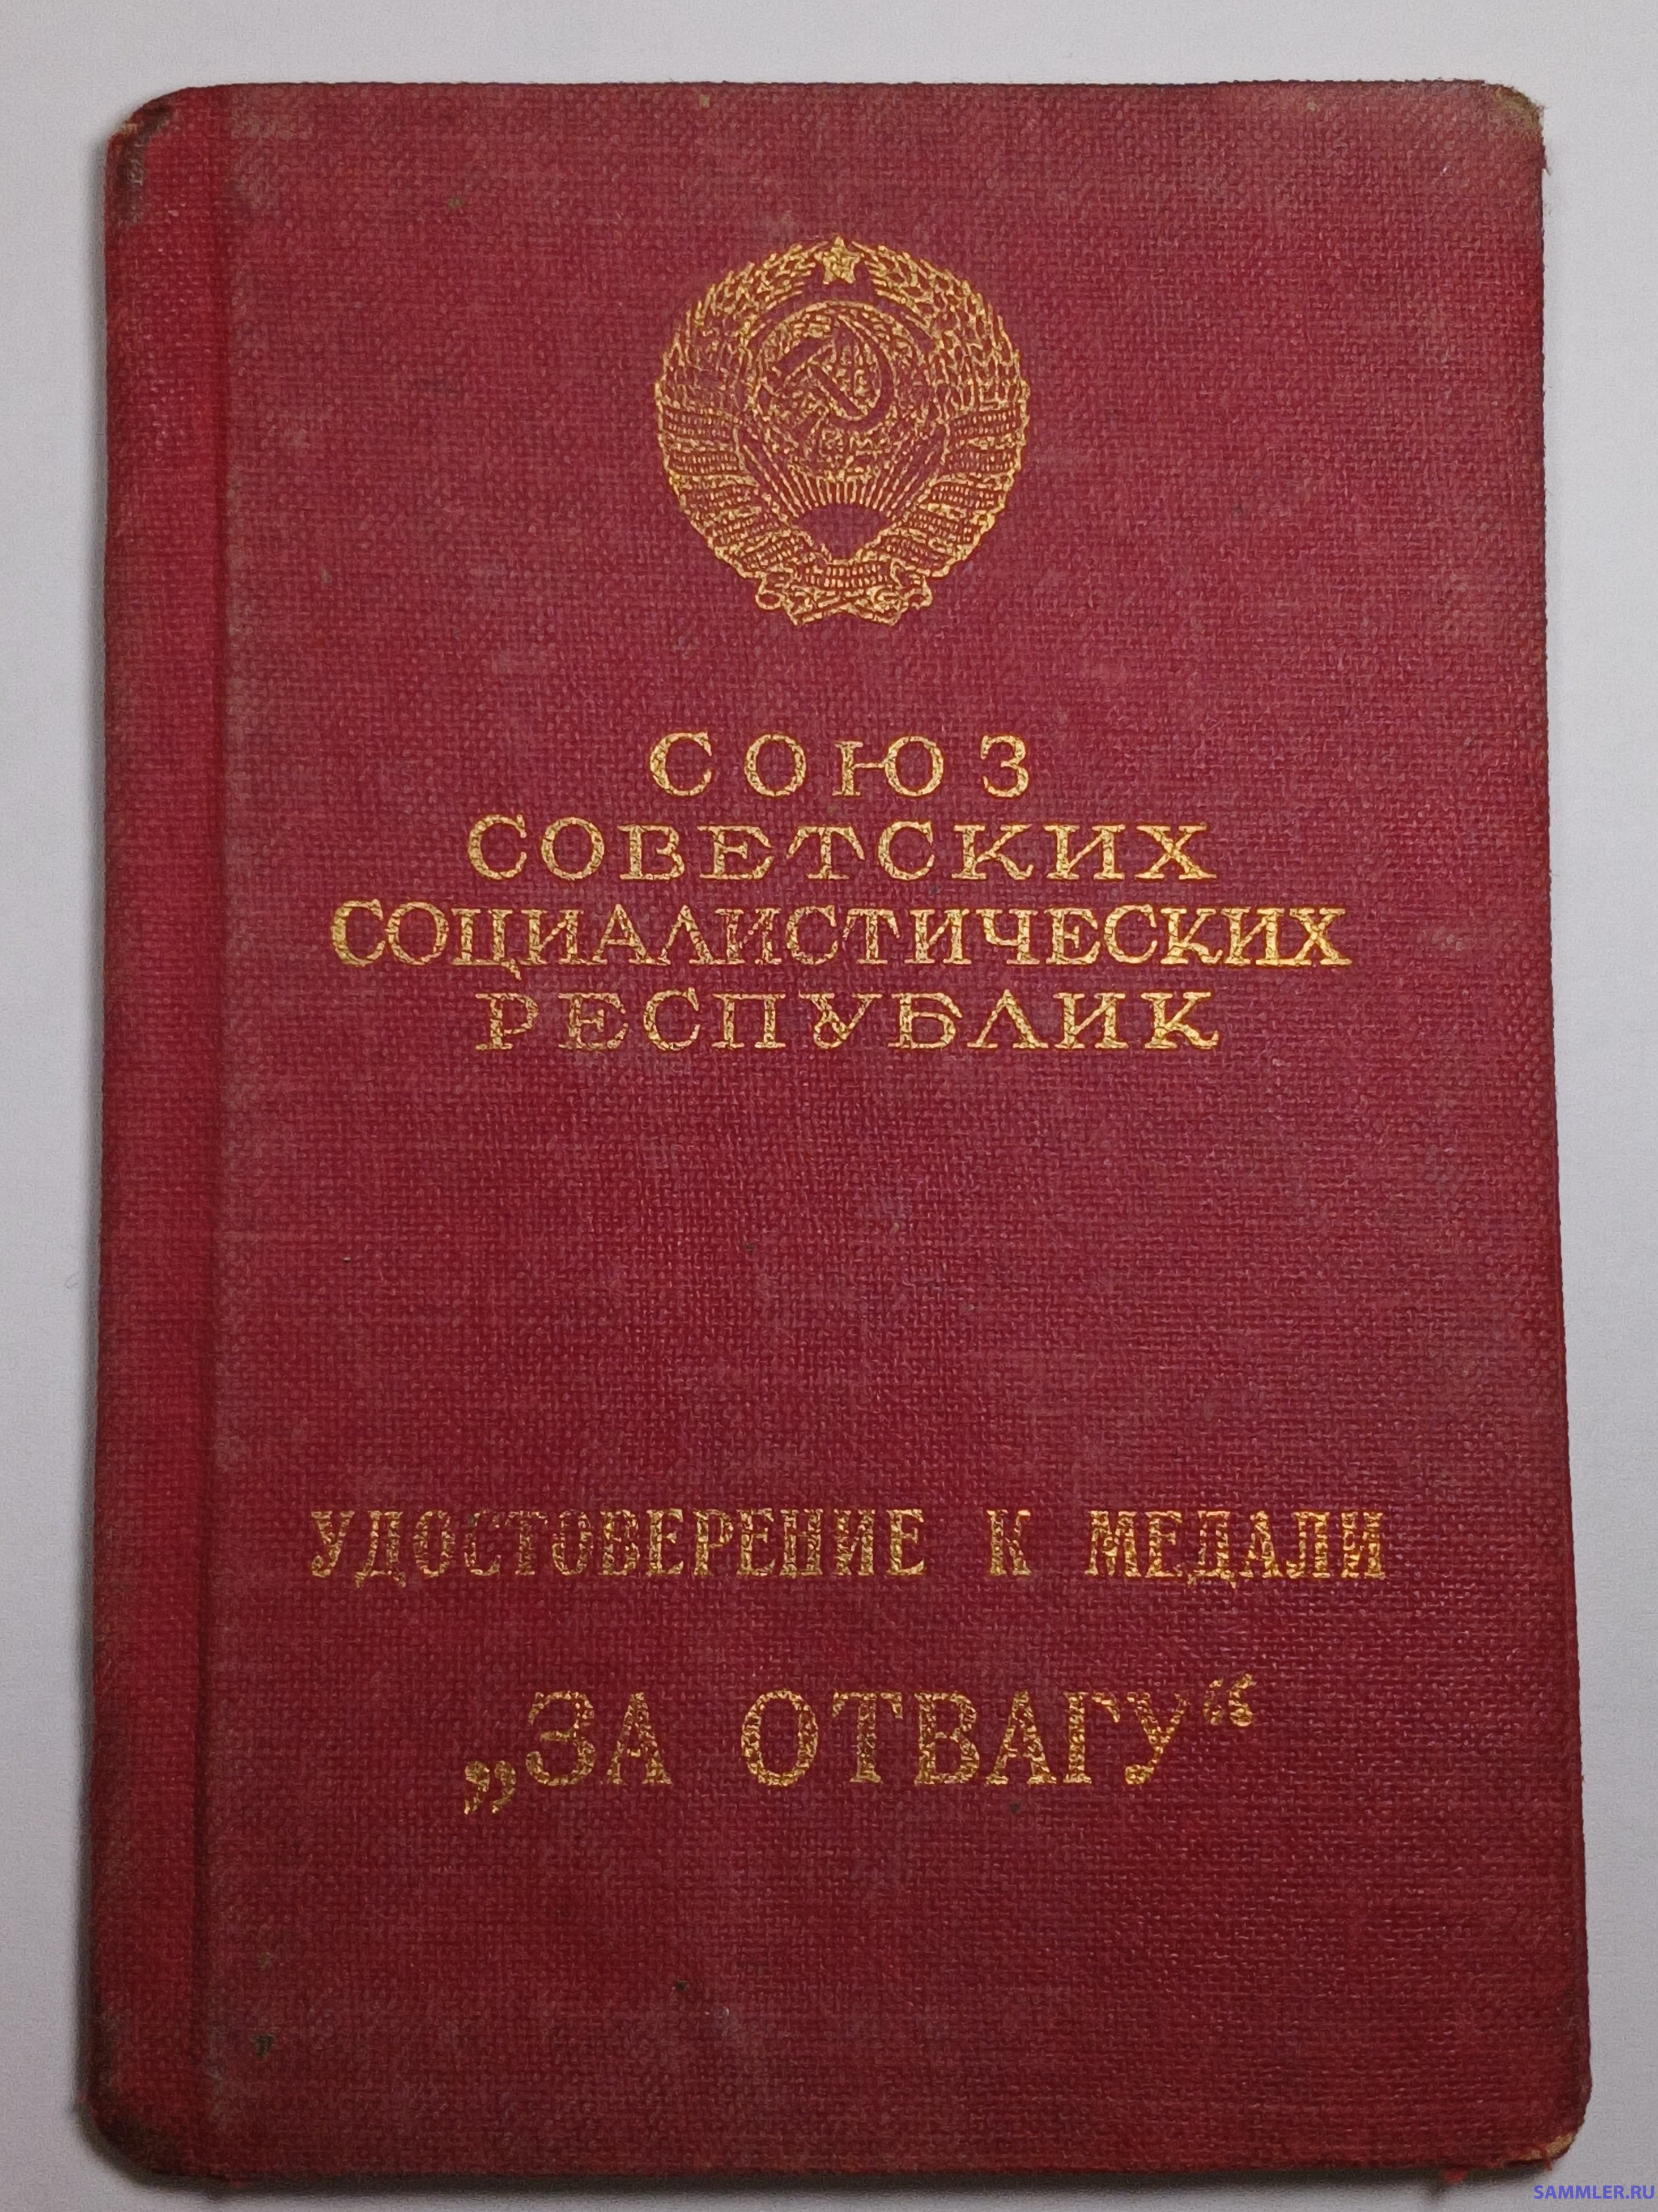 СОЮЗ
СОВЕТСКИХ
СОЦИАЛИСТИЧЕСКИХ
РЕСПУБЛИК
УДОСТОВЕРЕНИЕ К МЕДАЛИ
„ЗА ОТВАГУ“
SAMMLER.RU